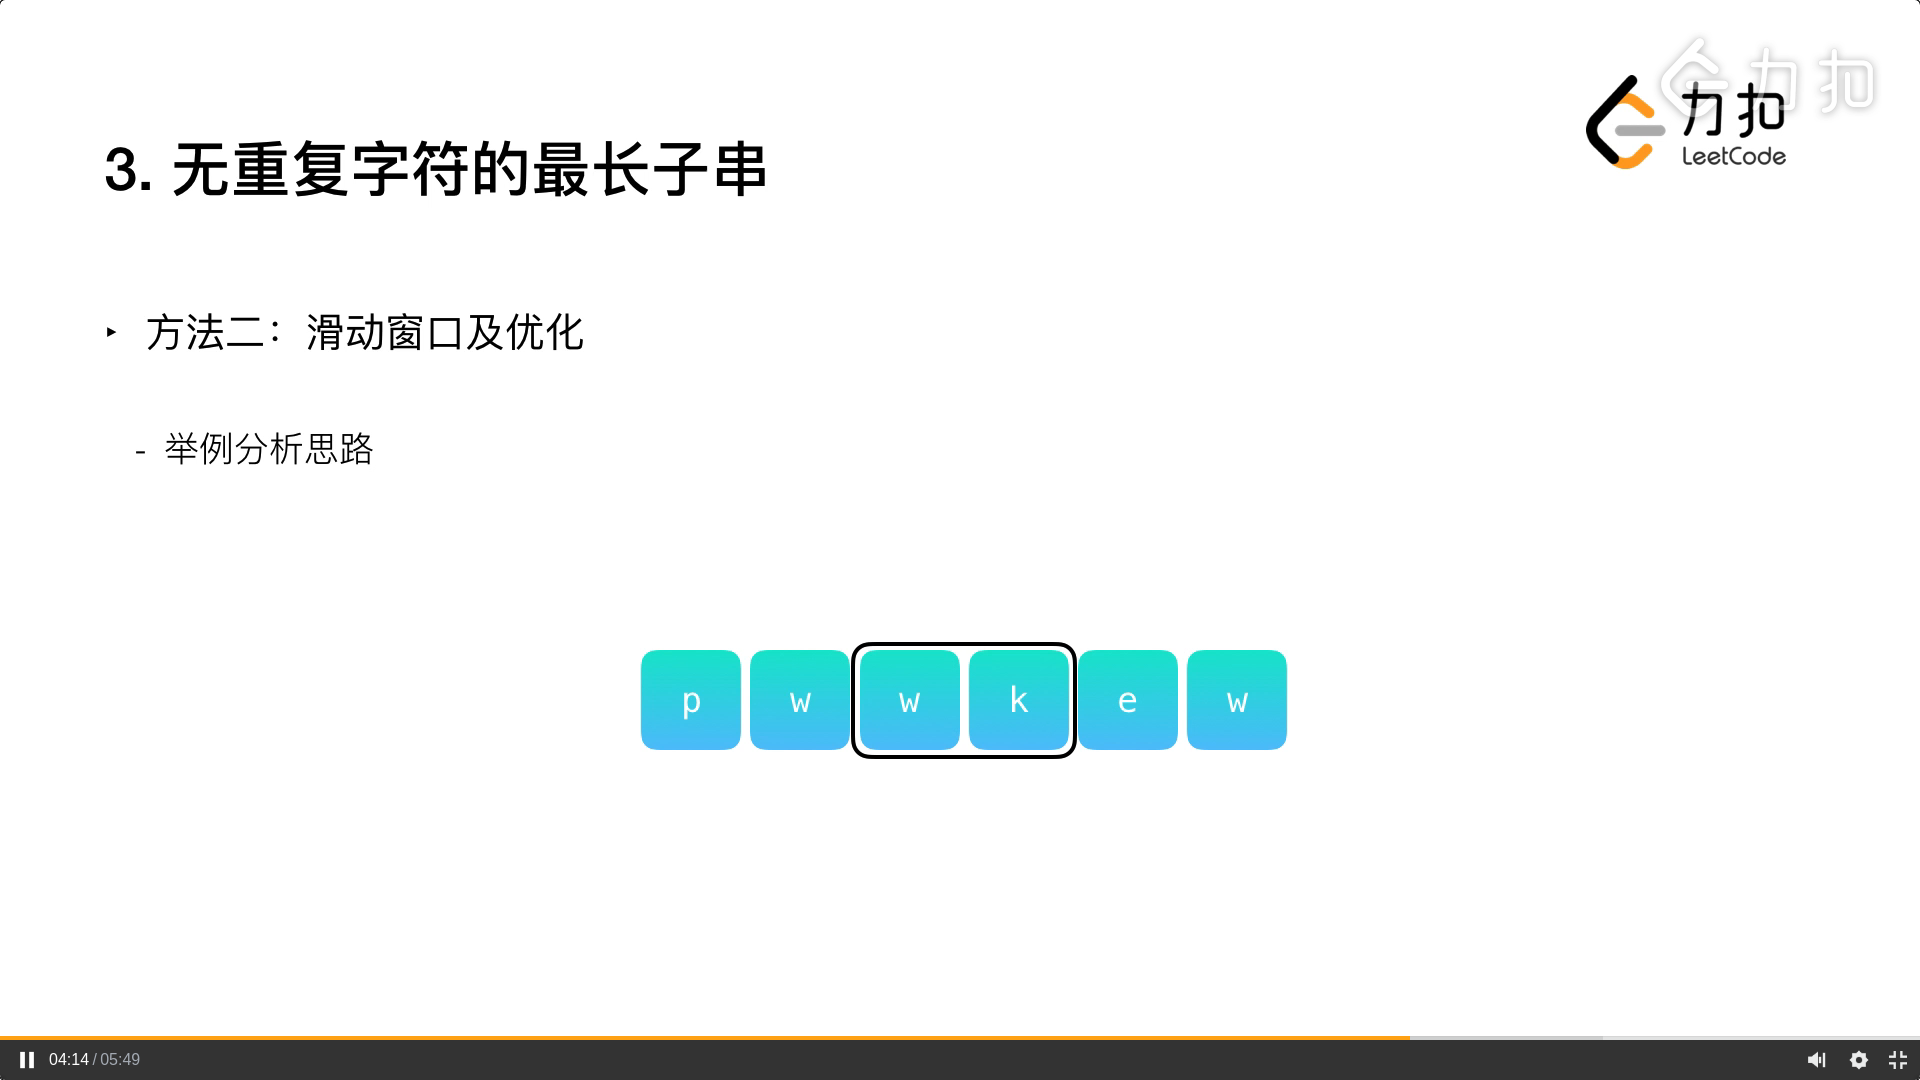 力扣
力扣
LeetCode
3. 无重复字符的最长子串
‣ 方法二：滑动窗口及优化
- 举例分析思路
p w w k e w
04:14 / 05:49